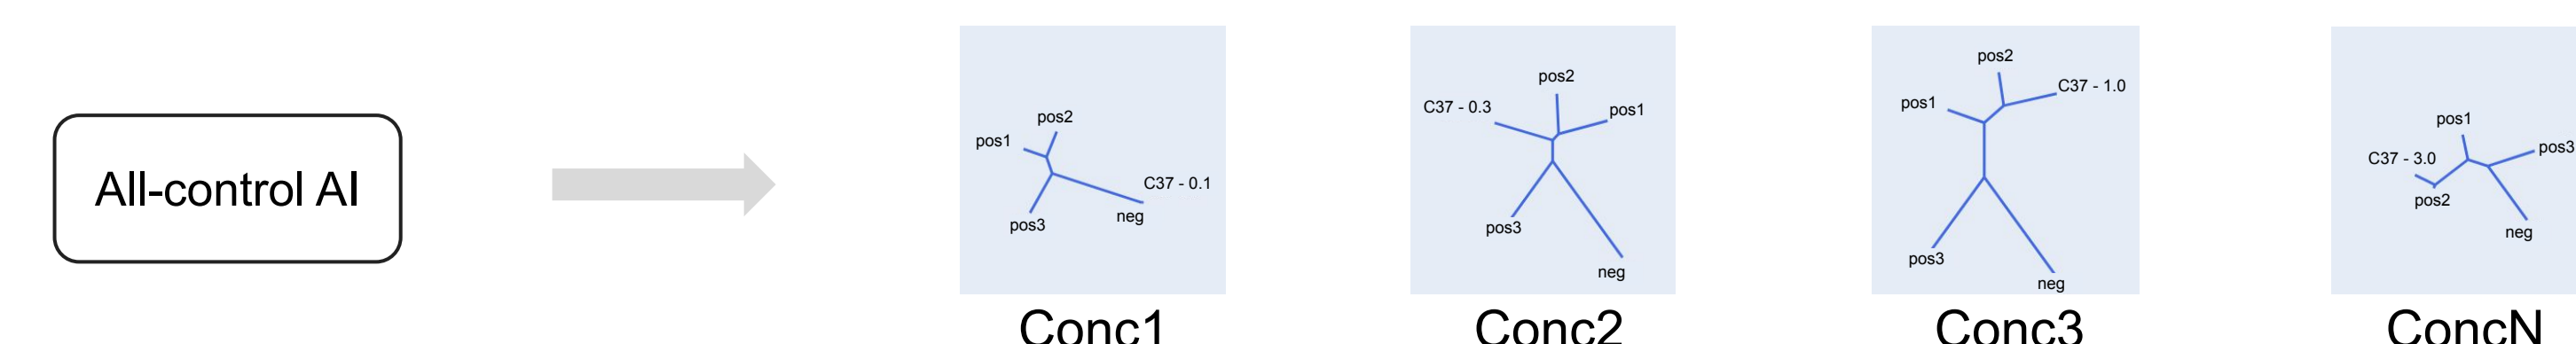 All-control AI
pos2
pos1
C37 - 0.1
neg
pos3
Conc1
pos2
C37 - 0.3
pos1
pos3
neg
Conc2
pos2
C37 - 1.0
pos1
pos3
neg
Conc3
pos1
pos3
C37 - 3.0
pos2
neg
ConcN